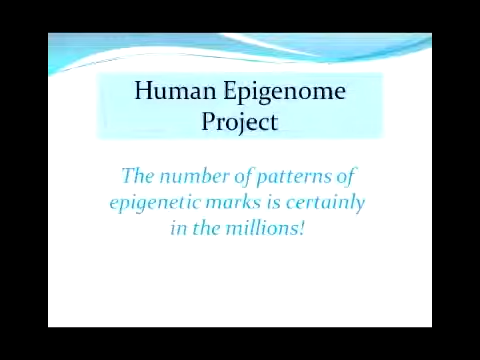 Human Epigenome
Project
The number of patterns of
epigenetic marks is certainly
in the millions!